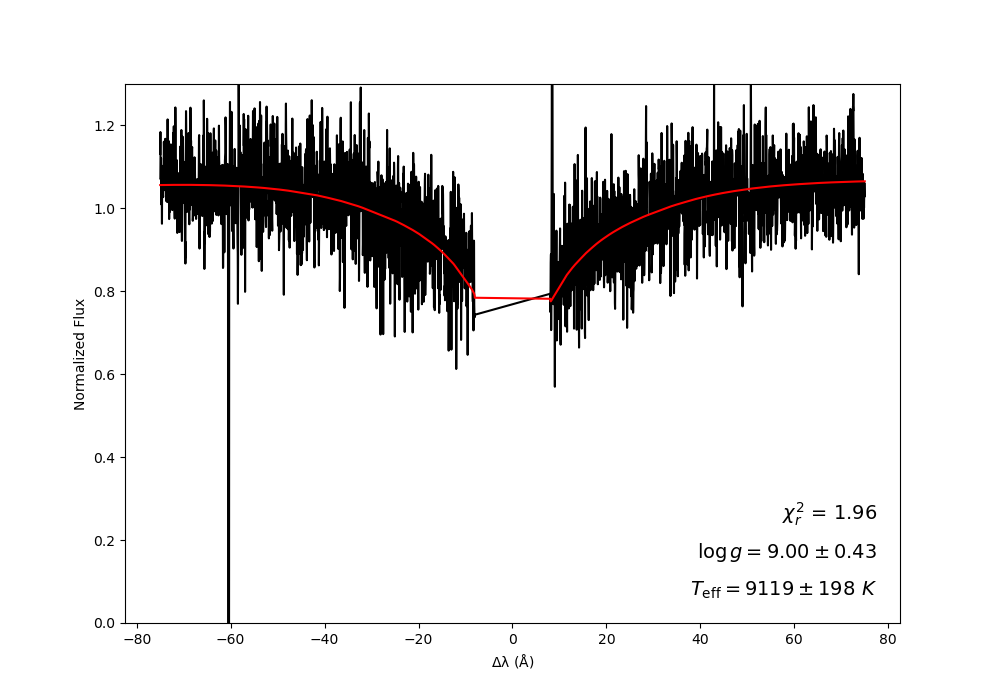 1.2
1.0
0.8
0.6
0.4
0.2
0.0
Normalized Flux
χ²ᵣ = 1.96
log g = 9.00 ± 0.43
T_eff = 9119 ± 198 K
−80 −60 −40 −20 0 20 40 60 80
Δλ (Å)